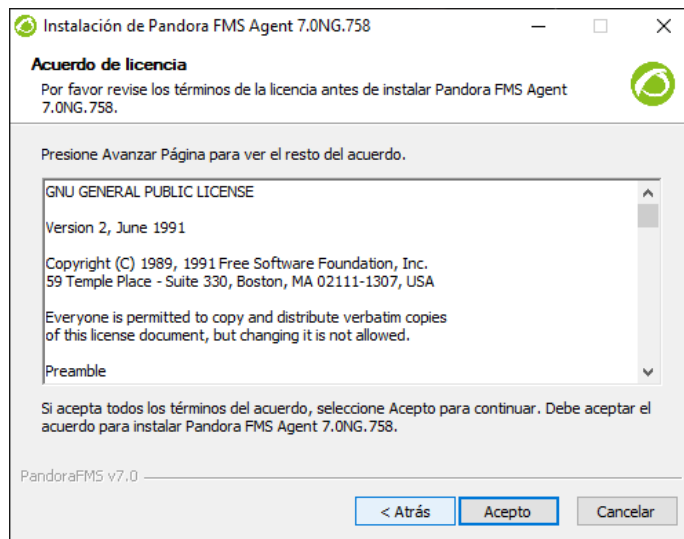 Instalación de Pandora FMS Agent 7.0NG.758
Acuerdo de licencia
Por favor revise los términos de la licencia antes de instalar Pandora FMS Agent
7.0NG.758.
Presione Avanzar Página para ver el resto del acuerdo.
GNU GENERAL PUBLIC LICENSE
Version 2, June 1991
Copyright (C) 1989, 1991 Free Software Foundation, Inc.
59 Temple Place - Suite 330, Boston, MA 02111-1307, USA
Everyone is permitted to copy and distribute verbatim copies
of this license document, but changing it is not allowed.
Preamble
Si acepta todos los términos del acuerdo, seleccione Acepto para continuar. Debe aceptar el
acuerdo para instalar Pandora FMS Agent 7.0NG.758.
PandoraFMS v7.0
< Atrás Acepto Cancelar